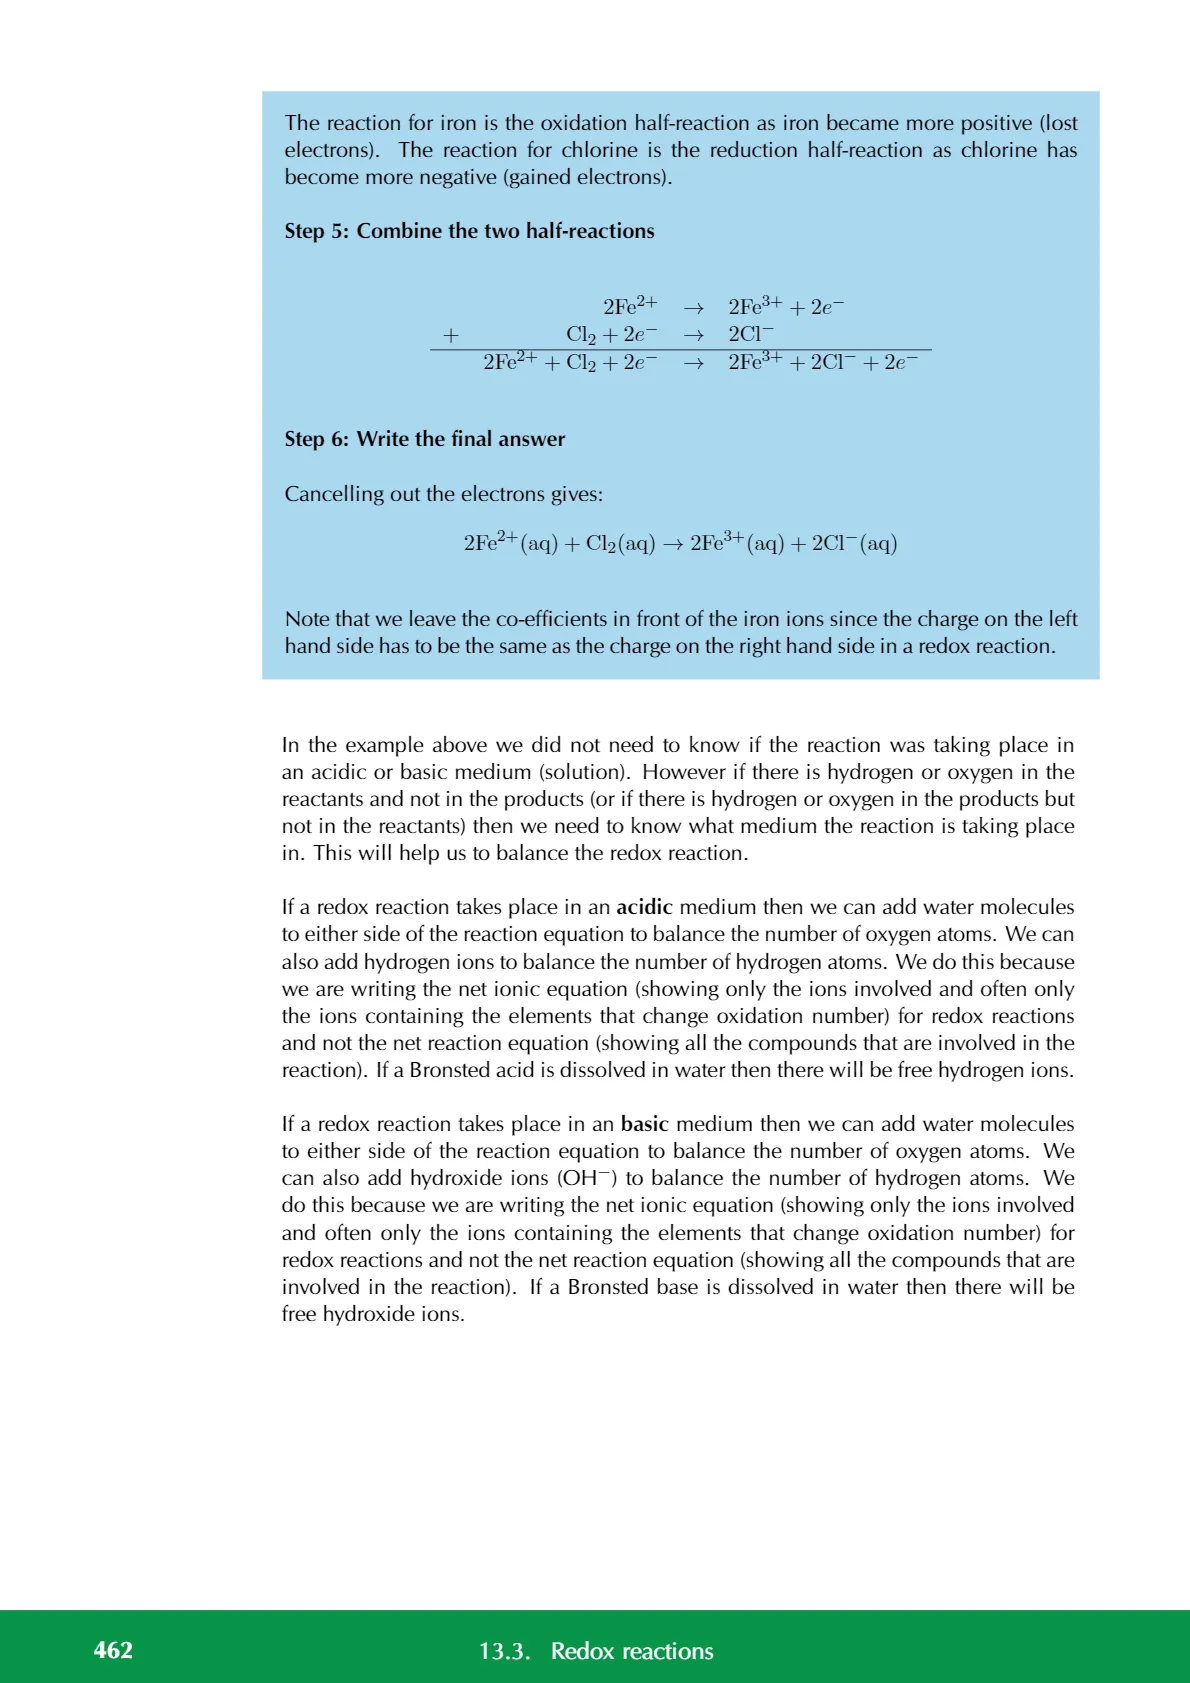 The reaction for iron is the oxidation half-reaction as iron became more positive (lost
electrons). The reaction for chlorine is the reduction half-reaction as chlorine has
become more negative (gained electrons).
Step 5: Combine the two half-reactions
2Fe²⁺ → 2Fe³⁺ + 2e⁻
+ Cl₂ + 2e⁻ → 2Cl⁻
2Fe²⁺ + Cl₂ + 2e⁻ → 2Fe³⁺ + 2Cl⁻ + 2e⁻
Step 6: Write the final answer
Cancelling out the electrons gives:
2Fe²⁺(aq) + Cl₂(aq) → 2Fe³⁺(aq) + 2Cl⁻(aq)
Note that we leave the co-efficients in front of the iron ions since the charge on the left
hand side has to be the same as the charge on the right hand side in a redox reaction.
In the example above we did not need to know if the reaction was taking place in
an acidic or basic medium (solution). However if there is hydrogen or oxygen in the
reactants and not in the products (or if there is hydrogen or oxygen in the products but
not in the reactants) then we need to know what medium the reaction is taking place
in. This will help us to balance the redox reaction.
If a redox reaction takes place in an acidic medium then we can add water molecules
to either side of the reaction equation to balance the number of oxygen atoms. We can
also add hydrogen ions to balance the number of hydrogen atoms. We do this because
we are writing the net ionic equation (showing only the ions involved and often only
the ions containing the elements that change oxidation number) for redox reactions
and not the net reaction equation (showing all the compounds that are involved in the
reaction). If a Bronsted acid is dissolved in water then there will be free hydrogen ions.
If a redox reaction takes place in an basic medium then we can add water molecules
to either side of the reaction equation to balance the number of oxygen atoms. We
can also add hydroxide ions (OH⁻) to balance the number of hydrogen atoms. We
do this because we are writing the net ionic equation (showing only the ions involved
and often only the ions containing the elements that change oxidation number) for
redox reactions and not the net reaction equation (showing all the compounds that are
involved in the reaction). If a Bronsted base is dissolved in water then there will be
free hydroxide ions.
462 13.3. Redox reactions